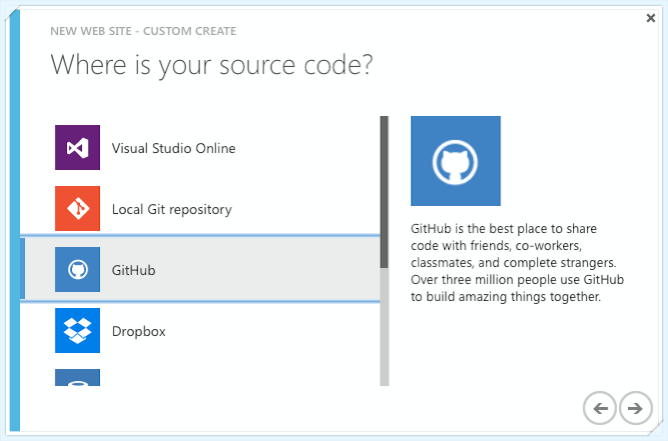 NEW WEB SITE - CUSTOM CREATE
Where is your source code?
Visual Studio Online
Local Git repository
GitHub
Dropbox
GitHub is the best place to share
code with friends, co-workers,
classmates, and complete strangers.
Over three million people use GitHub
to build amazing things together.